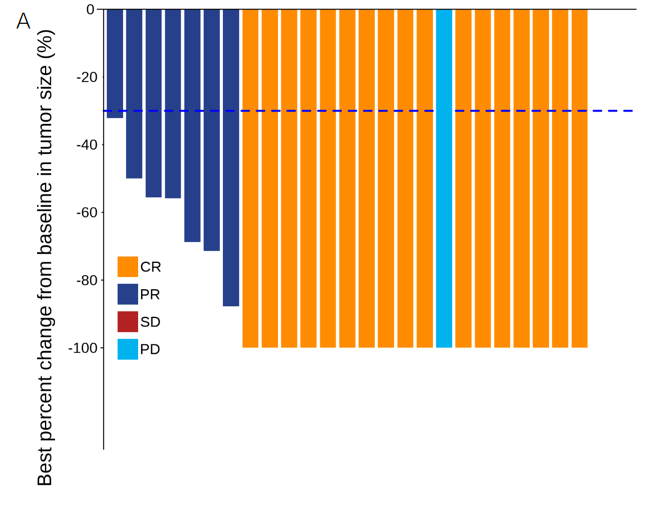 A
Best percent change from baseline in tumor size (%)
0
-20
-40
-60
-80
-100
CR
PR
SD
PD